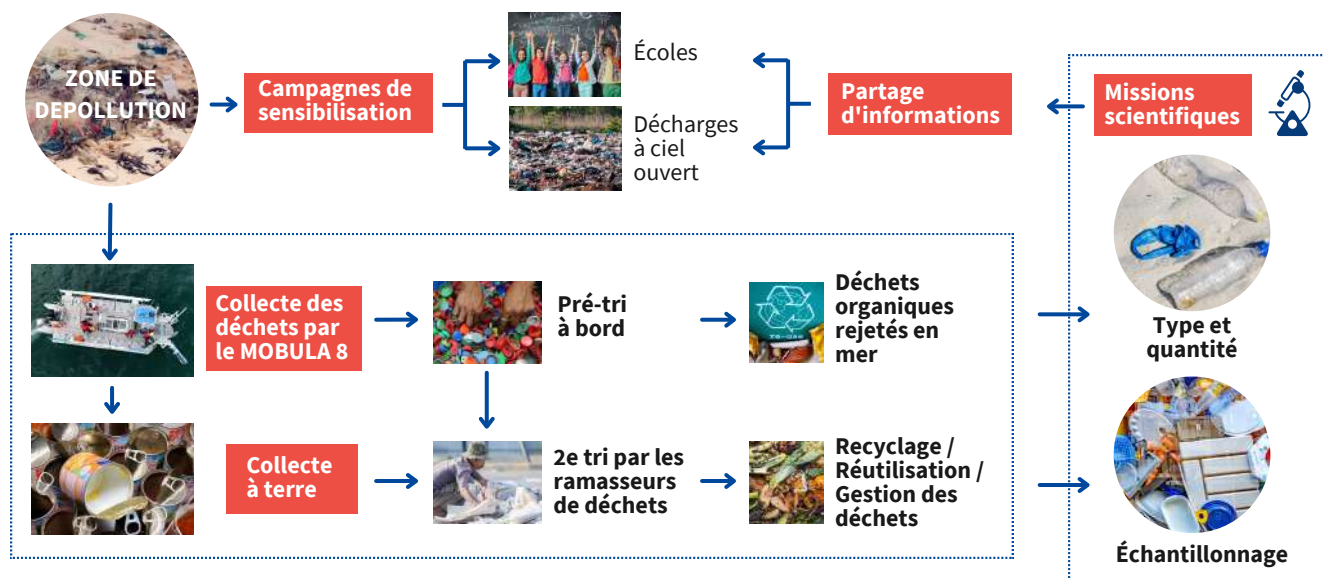 ZONE DE
DEPOLLUTION
Campagnes de
sensibilisation
Écoles
Décharges
à ciel
ouvert
Partage
d'informations
Missions
scientifiques
Collecte des
déchets par
le MOBULA 8
Pré-tri
à bord
Déchets
organiques
rejetés en
mer
Type et
quantité
Collecte
à terre
2e tri par les
ramasseurs
de déchets
Recyclage /
Réutilisation /
Gestion des
déchets
Échantillonnage